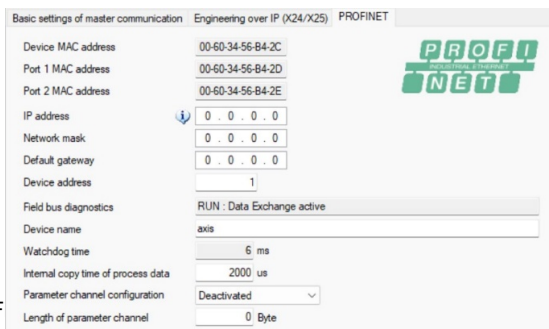 Basic settings of master communication Engineering over IP (X24/X25) PROFINET
Device MAC address 00-60-34-56-B4-2C
Port 1 MAC address 00-60-34-56-B4-2D
Port 2 MAC address 00-60-34-56-B4-2E
PROFI
INDUSTRIAL ETHERNET
NET
IP address 0 . 0 . 0 . 0
Network mask 0 . 0 . 0 . 0
Default gateway 0 . 0 . 0 . 0
Device address 1
Field bus diagnostics RUN : Data Exchange active
Device name axis
Watchdog time 6 ms
Internal copy time of process data 2000 us
Parameter channel configuration Deactivated
Length of parameter channel 0 Byte